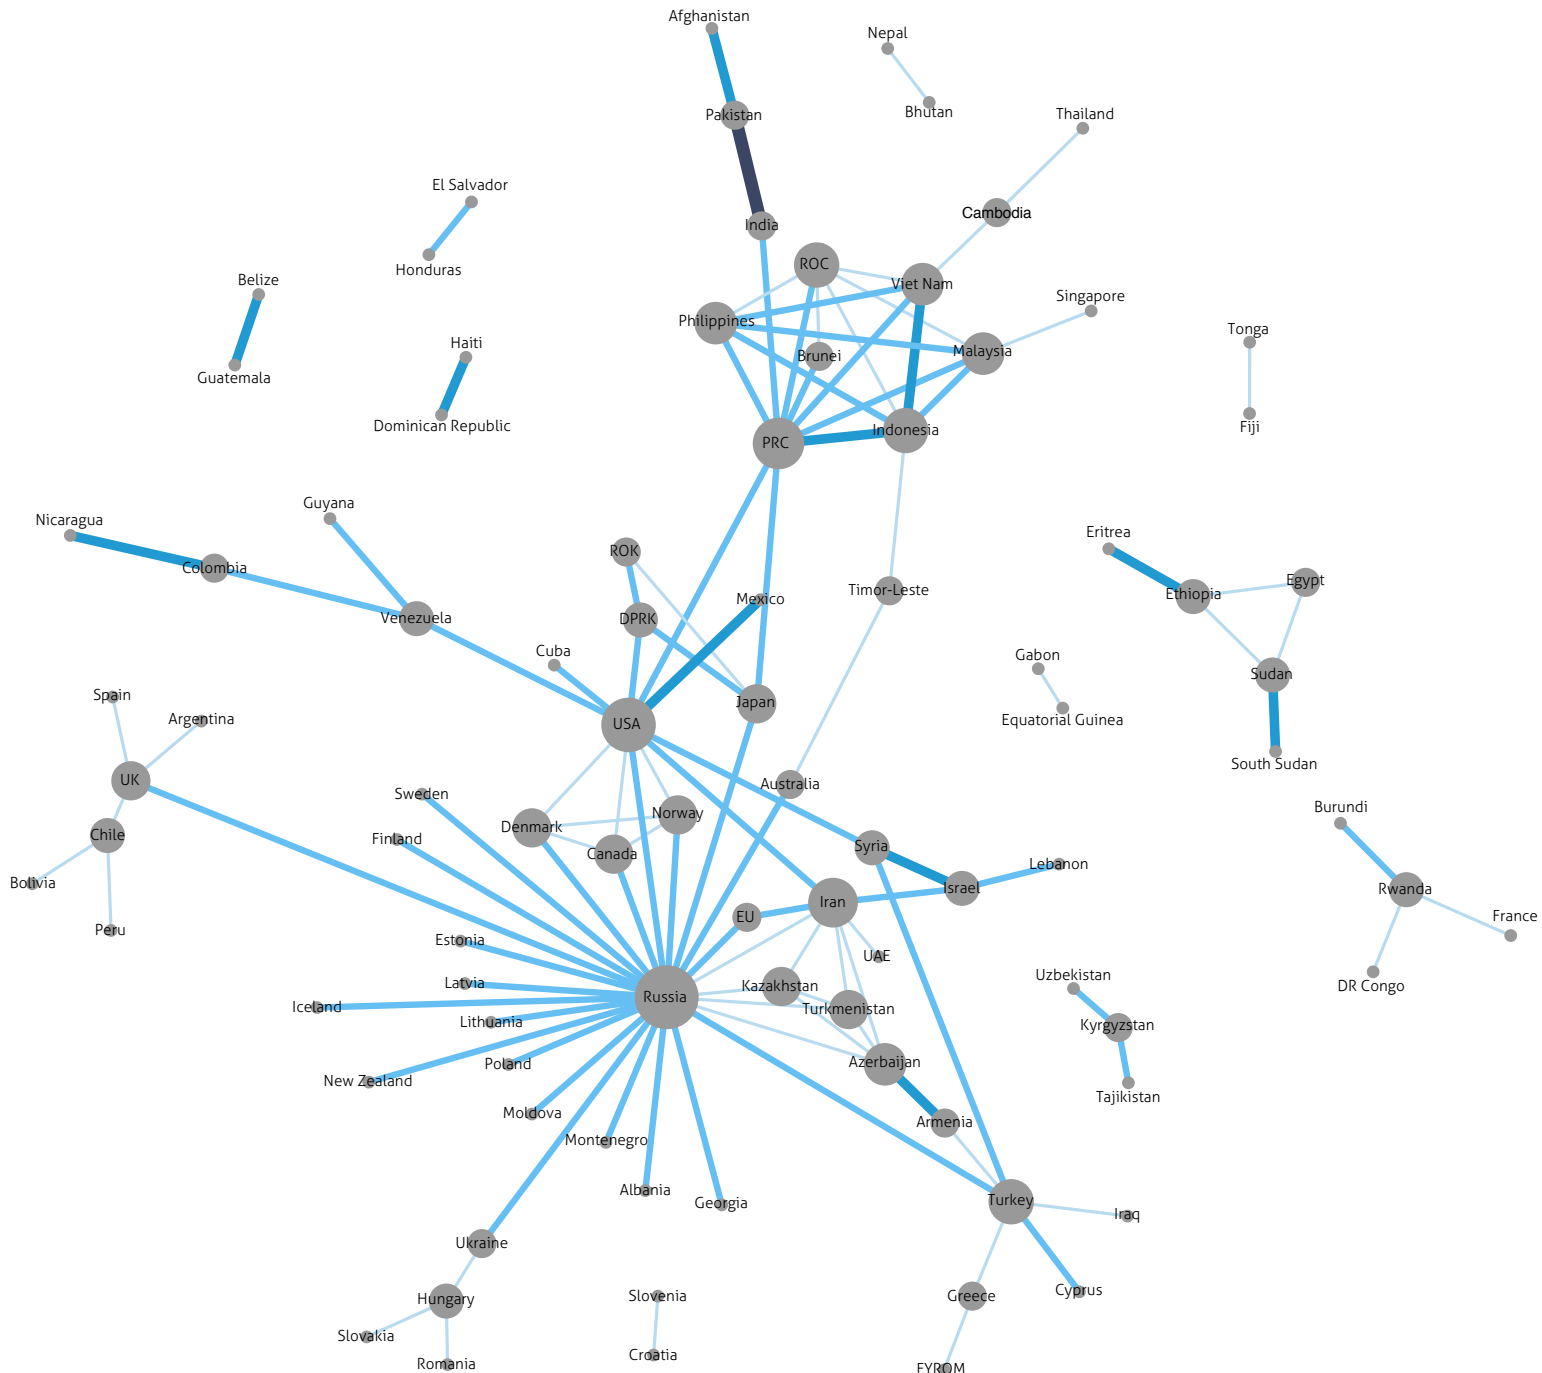 Afghanistan
Nepal
Pakistan
Bhutan
Thailand
El Salvador
Cambodia
India
Honduras
ROC
Belize
Viet Nam
Singapore
Philippines
Tonga
Haiti
Brunei
Malaysia
Guatemala
Dominican Republic
Fiji
Indonesia
PRC
Guyana
Nicaragua
Eritrea
ROK
Colombia
Egypt
Timor-Leste
Ethiopia
Mexico
Venezuela
DPRK
Cuba
Gabon
Sudan
Spain
Japan
Argentina
USA
Equatorial Guinea
South Sudan
UK
Australia
Sweden
Burundi
Norway
Denmark
Chile
Finland
Syria
Canada
Lebanon
Bolivia
Israel
Rwanda
Iran
EU
France
Peru
Estonia
UAE
Uzbekistan
Latvia
Kazakhstan
DR Congo
Russia
Iceland
Turkmenistan
Lithuania
Kyrgyzstan
Poland
Azerbaijan
New Zealand
Tajikistan
Moldova
Armenia
Montenegro
Albania
Georgia
Turkey
Iraq
Ukraine
Cyprus
Slovenia
Greece
Hungary
Slovakia
Croatia
Romania
FYROM